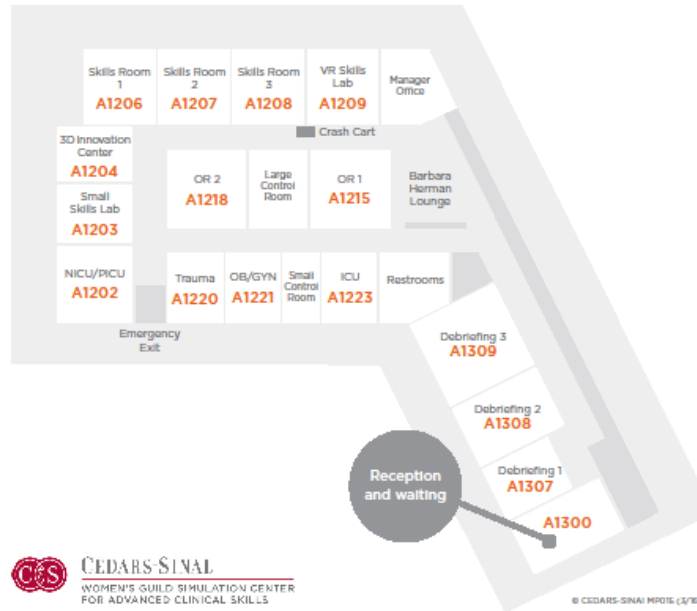 Skills Room
1
A1206
Skills Room
2
A1207
Skills Room
3
A1208
VR Skills
Lab
A1209
Manager
Office
Crash Cart
3D Innovation
Center
A1204
Small
Skills Lab
A1203
NICU/PICU
A1202
OR 2
A1218
Large
Control
Room
OR 1
A1215
Barbara
Herman
Lounge
Trauma
A1220
OB/GYN
A1221
Small
Control
Room
ICU
A1223
Restrooms
Emergency
Exit
Debriefing 3
A1309
Debriefing 2
A1308
Debriefing 1
A1307
A1300
Reception
and waiting
CS
CEDARS-SINAI
WOMEN'S GUILD SIMULATION CENTER
FOR ADVANCED CLINICAL SKILLS
© CEDARS-SINAI MP015